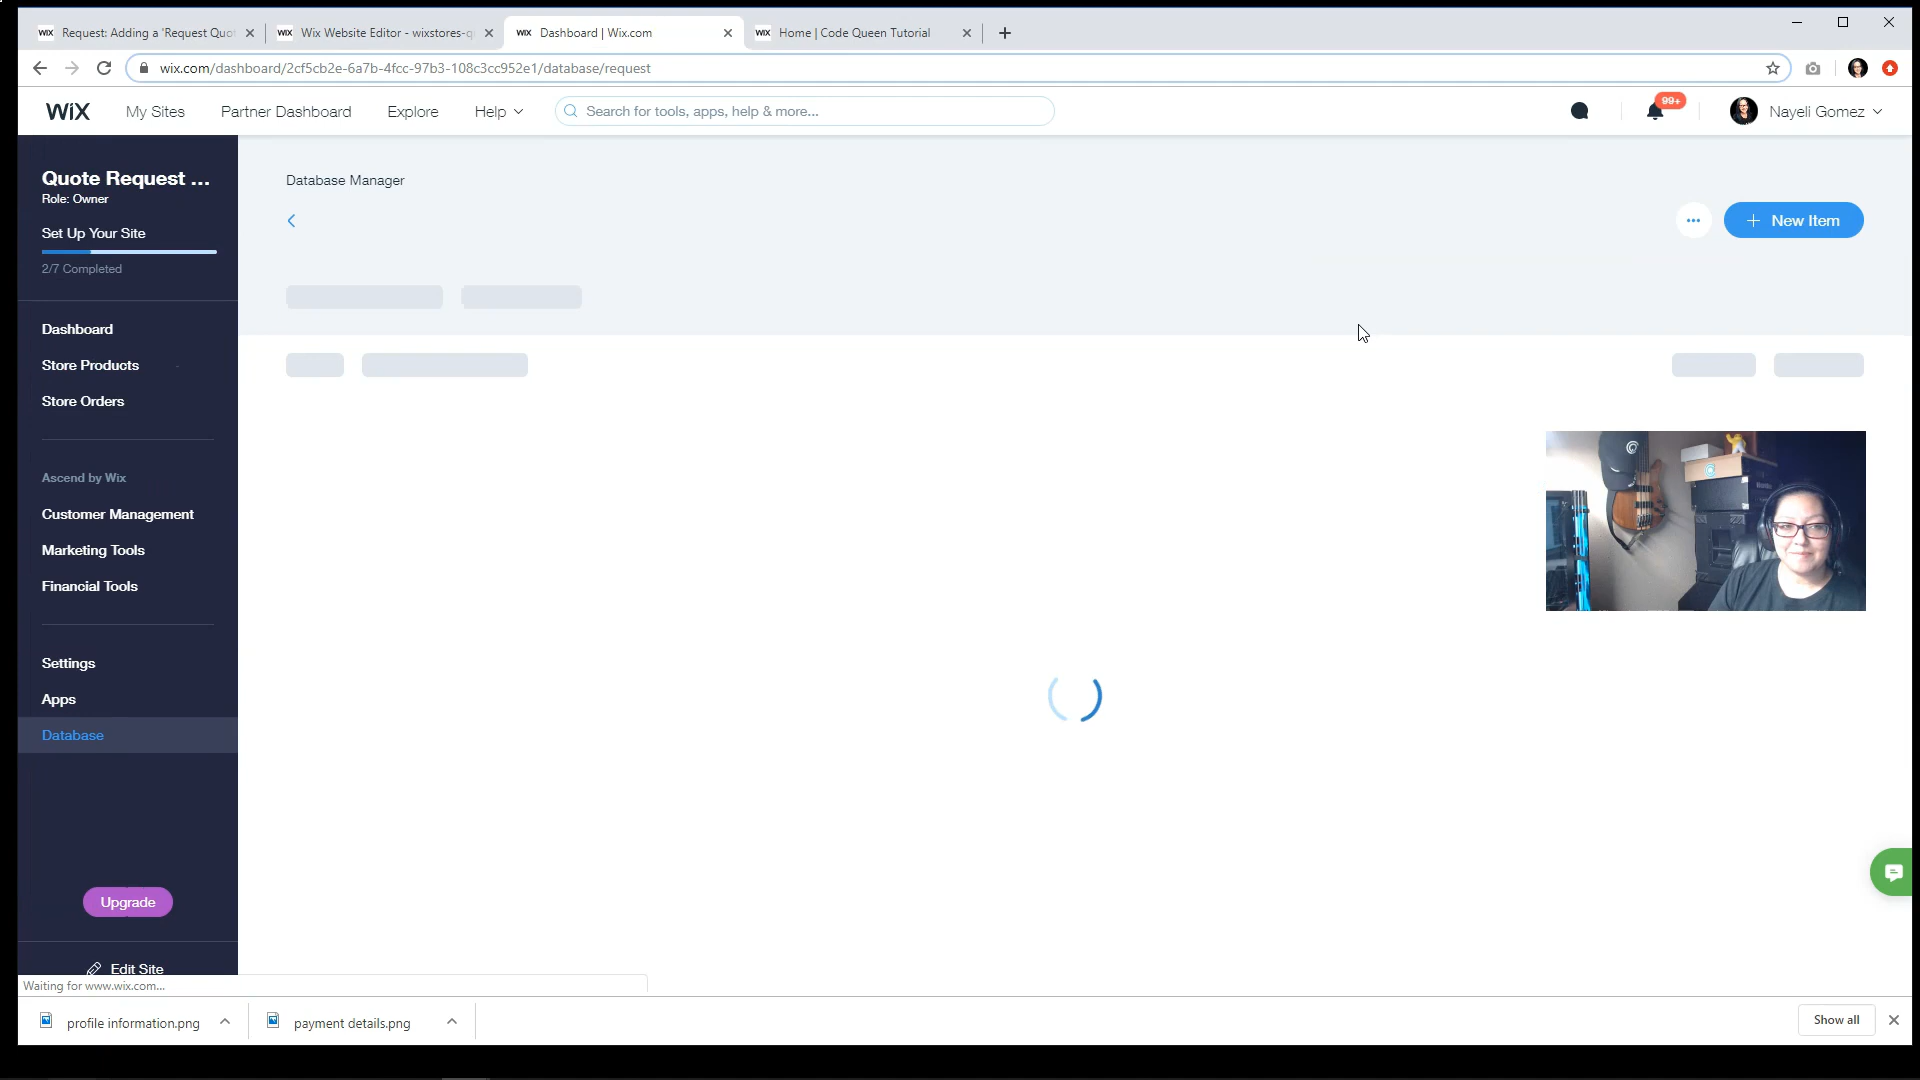 Request: Adding a 'Request Quot
Wix Website Editor - wixstores-q
Dashboard | Wix.com
Home | Code Queen Tutorial
wix.com/dashboard/2cf5cb2e-6a7b-4fcc-97b3-108c3cc952e1/database/request
WiX
My Sites
Partner Dashboard
Explore
Help
Search for tools, apps, help & more...
99+
Nayeli Gomez
Quote Request ...
Role: Owner
Set Up Your Site
2/7 Completed
Dashboard
Store Products
Store Orders
Ascend by Wix
Customer Management
Marketing Tools
Financial Tools
Settings
Apps
Database
Upgrade
Edit Site
Database Manager
New Item
Waiting for www.wix.com...
profile information.png
payment details.png
Show all